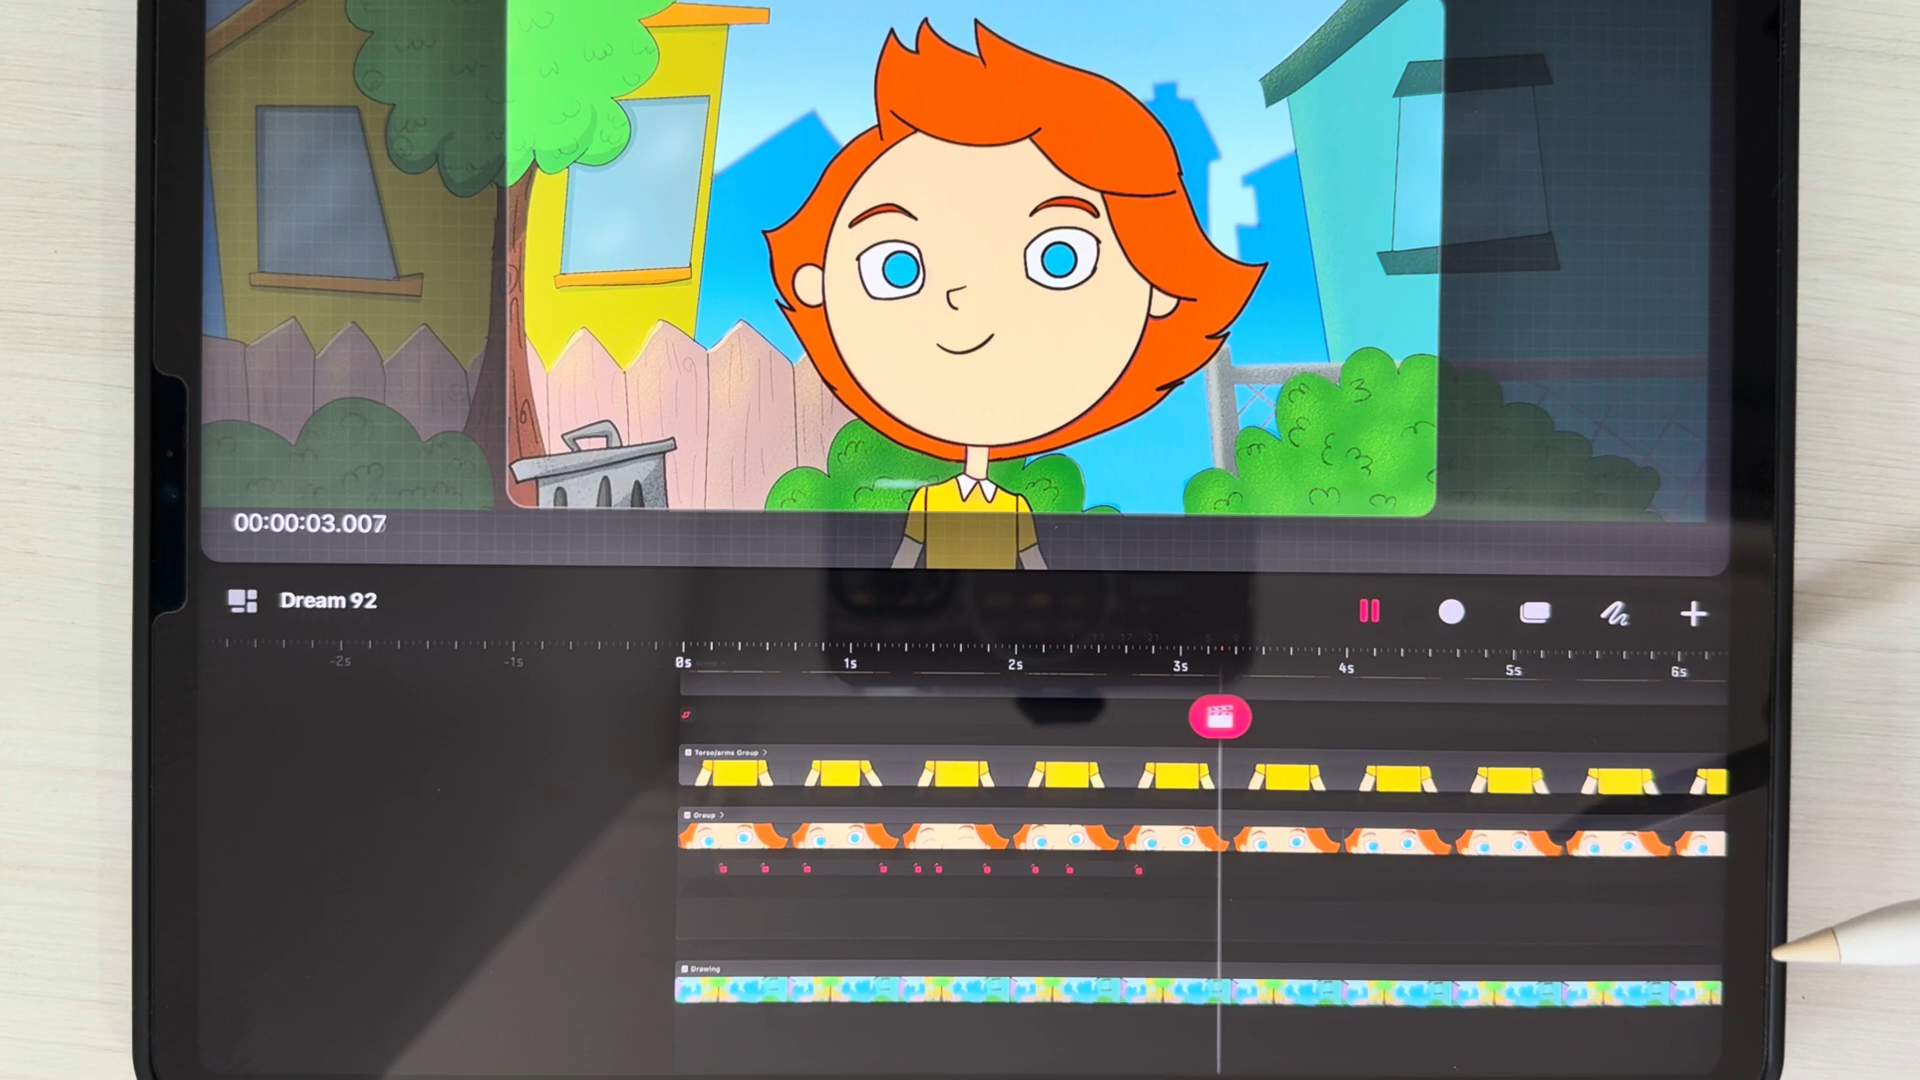 00:00:03.007
Dream 92
-2s -1s 0s 1s 2s 3s 4s 5s 6s
Torso/arms Group
Group
Drawing